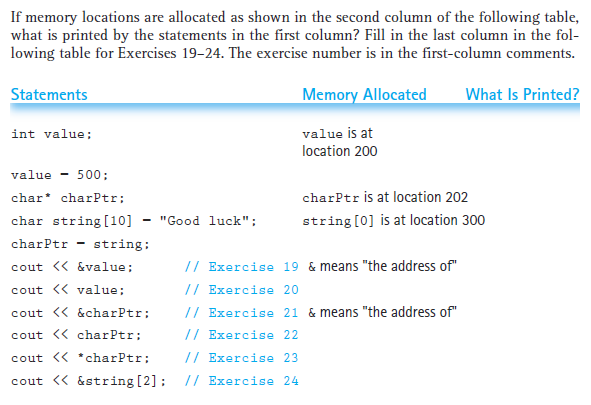 If memory locations are allocated as shown in the second column of the following table,
what is printed by the statements in the first column? Fill in the last column in the fol-
lowing table for Exercises 19–24. The exercise number is in the first-column comments.
Statements Memory Allocated What Is Printed?
int value; value is at
location 200
value = 500;
char* charPtr; charPtr is at location 202
char string[10] = "Good luck"; string[0] is at location 300
charPtr = string;
cout << &value; // Exercise 19 & means "the address of"
cout << value; // Exercise 20
cout << &charPtr; // Exercise 21 & means "the address of"
cout << charPtr; // Exercise 22
cout << *charPtr; // Exercise 23
cout << &string[2]; // Exercise 24